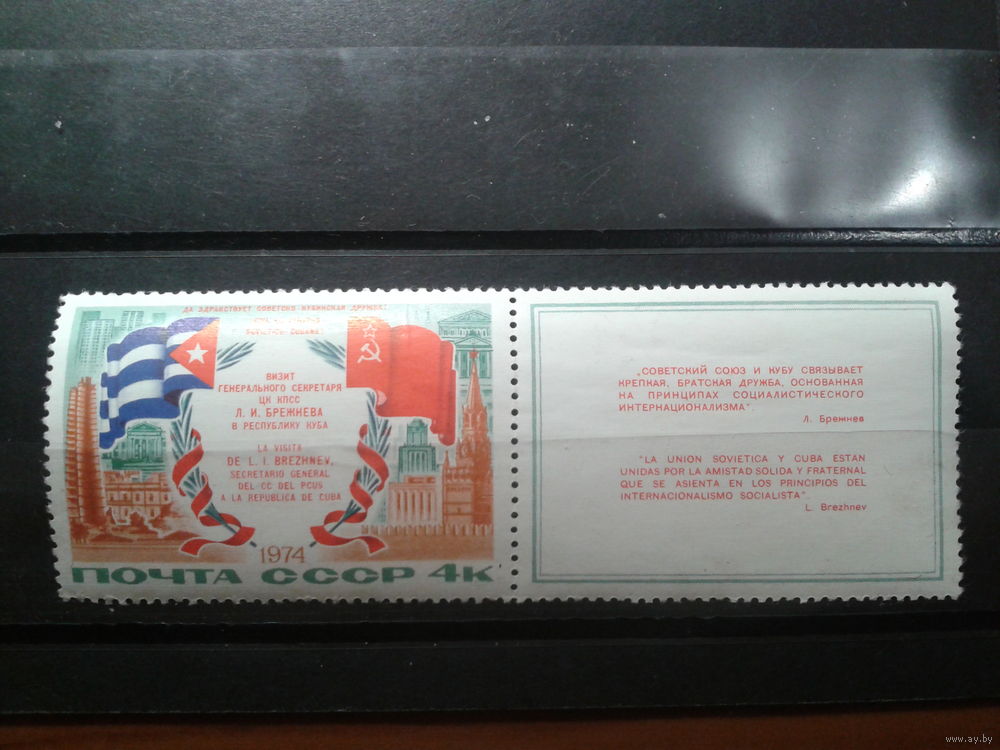 ДА ЗДРАВСТВУЕТ СОВЕТСКО-КУБИНСКАЯ ДРУЖБА!
ВИЗИТ
ГЕНЕРАЛЬНОГО СЕКРЕТАРЯ
ЦК КПСС
Л. И. БРЕЖНЕВА
В РЕСПУБЛИКУ КУБА
LA VISITA
DE L. I. BREZHNEV,
SECRETARIO GENERAL
DEL CC DEL PCUS
A LA REPUBLICA DE CUBA
1974
ПОЧТА СССР 4К
„СОВЕТСКИЙ СОЮЗ И КУБУ СВЯЗЫВАЕТ
КРЕПКАЯ, БРАТСКАЯ ДРУЖБА, ОСНОВАННАЯ
НА ПРИНЦИПАХ СОЦИАЛИСТИЧЕСКОГО
ИНТЕРНАЦИОНАЛИЗМА".
Л. Брежнев
"LA UNION SOVIETICA Y CUBA ESTAN
UNIDAS POR LA AMISTAD SOLIDA Y FRATERNAL
QUE SE ASIENTA EN LOS PRINCIPIOS DEL
INTERNACIONALISMO SOCIALISTA".
L. Brezhnev
www.ay.by